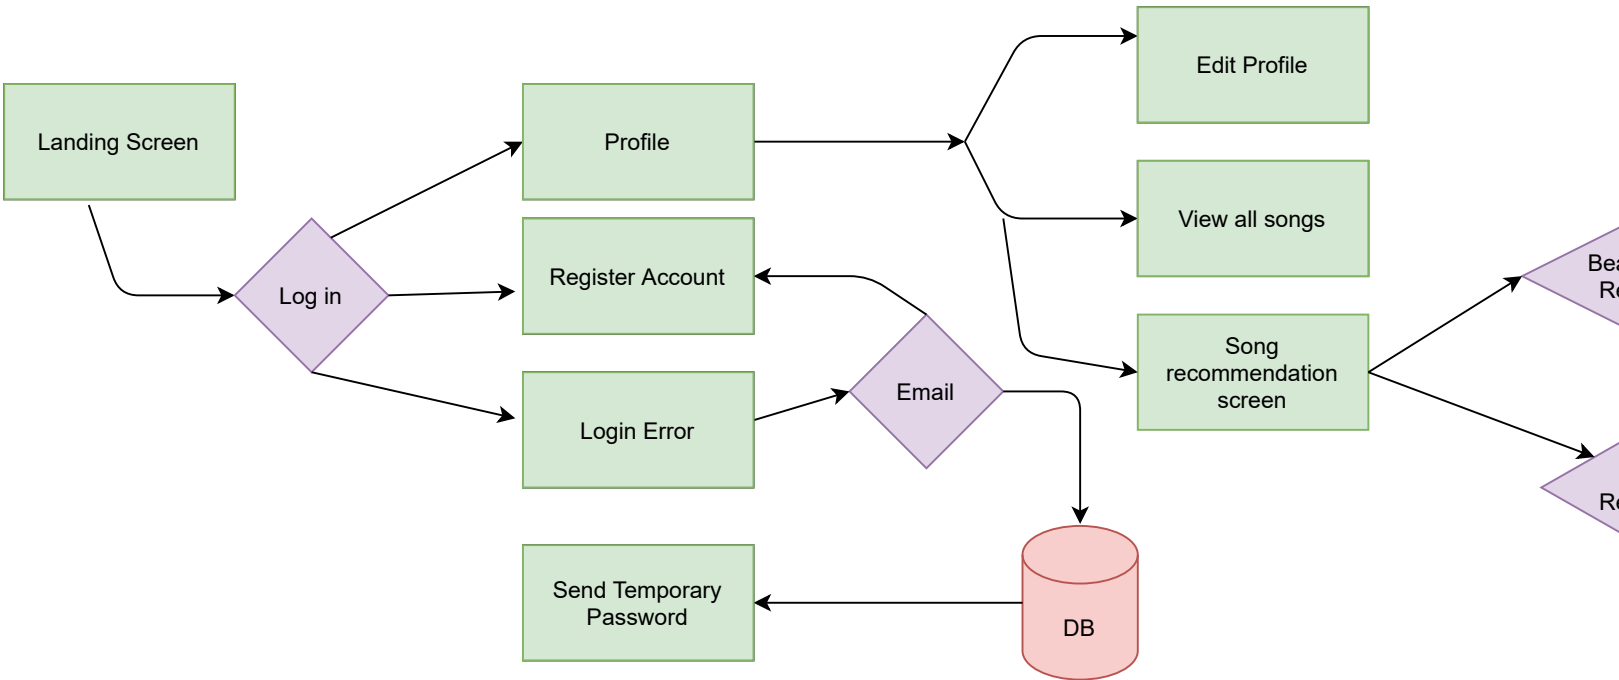 Landing Screen
Log in
Profile
Register Account
Login Error
Send Temporary
Password
Email
DB
Edit Profile
View all songs
Song
recommendation
screen